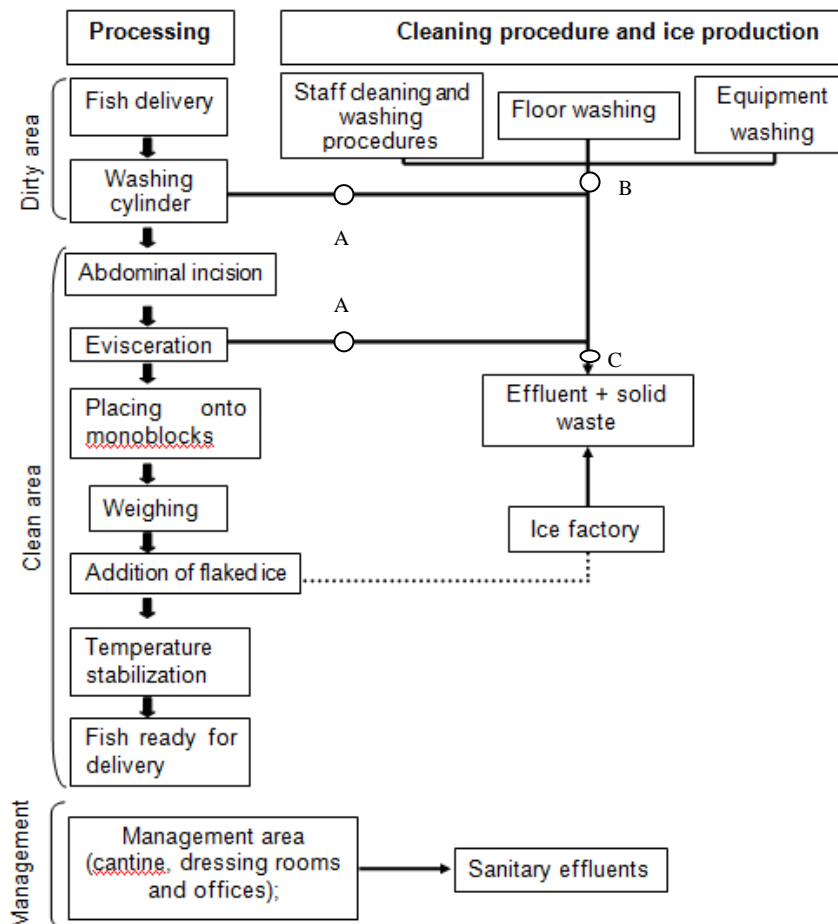 Processing
Cleaning procedure and ice production
Dirty area
Fish delivery
Washing
cylinder
Staff cleaning and
washing
procedures
Floor washing
Equipment
washing
B
A
Clean area
Abdominal incision
A
Evisceration
C
Placing onto
monoblocks
Effluent + solid
waste
Weighing
Ice factory
Addition of flaked ice
Temperature
stabilization
Fish ready for
delivery
Management
Management area
(cantine, dressing rooms
and offices);
Sanitary effluents